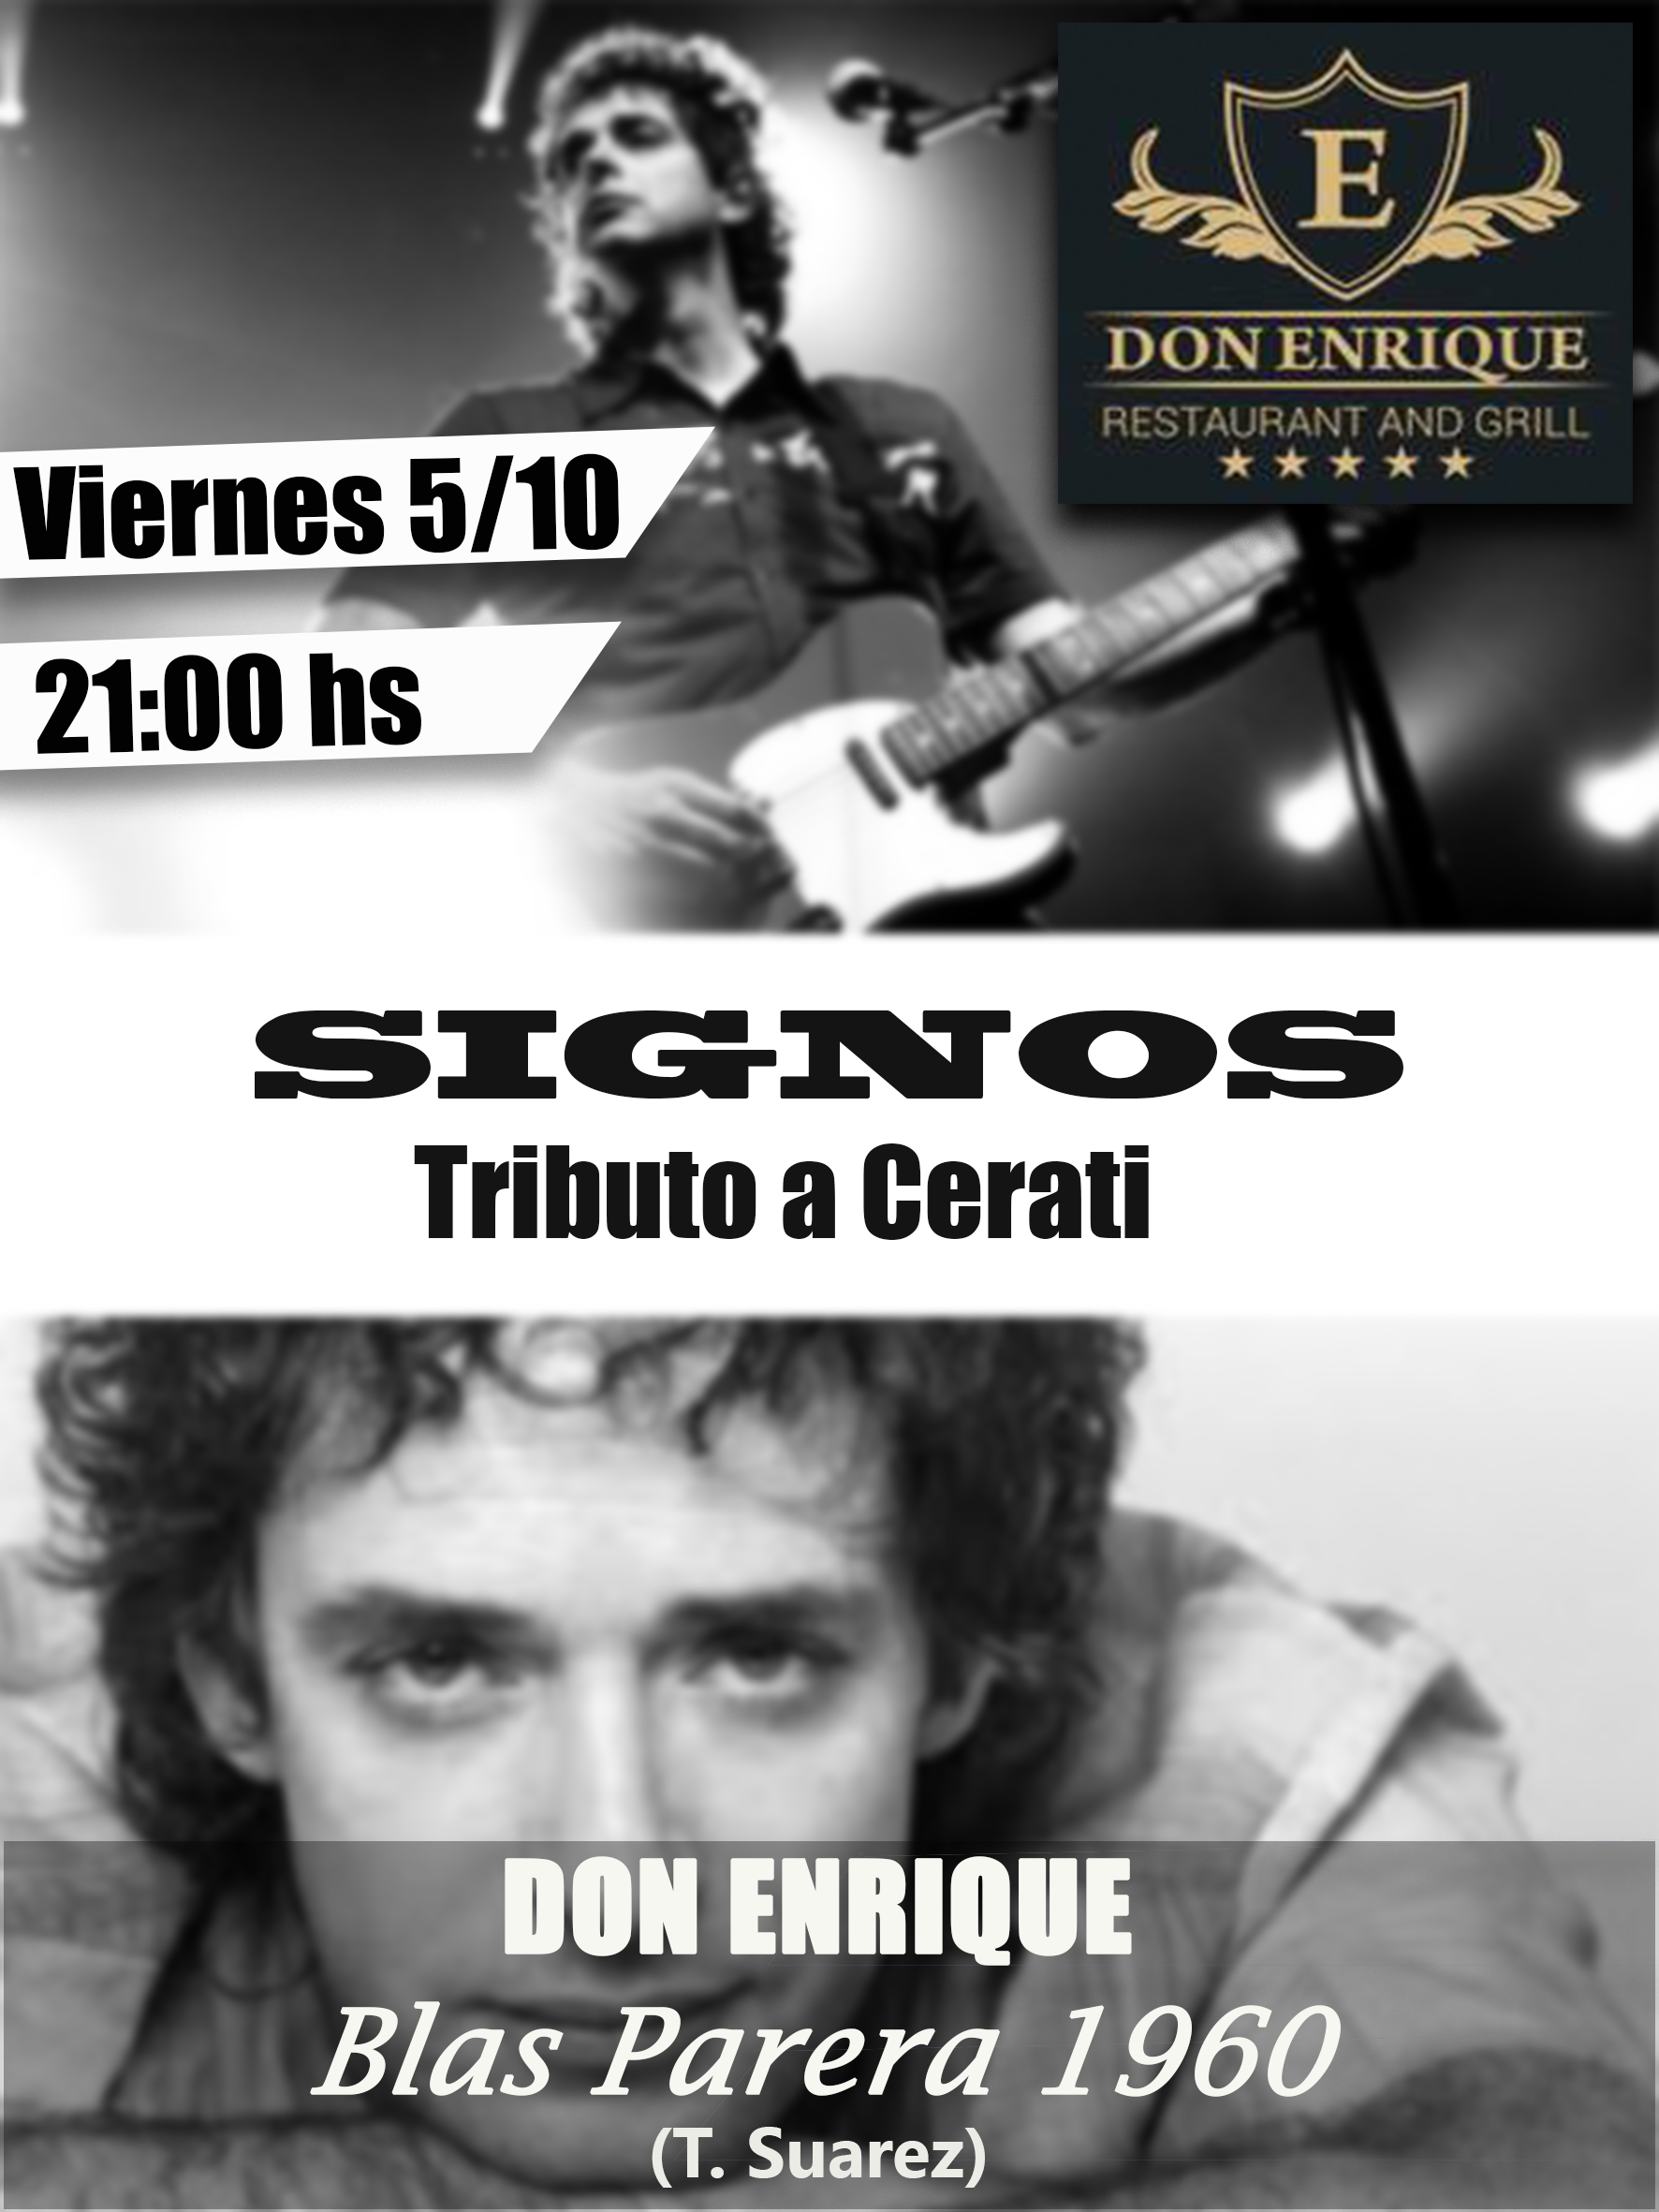 E
DON ENRIQUE
RESTAURANT AND GRILL
Viernes 5/10
21:00 hs
SIGNOS
Tributo a Cerati
DON ENRIQUE
Blas Parera 1960
(T. Suarez)